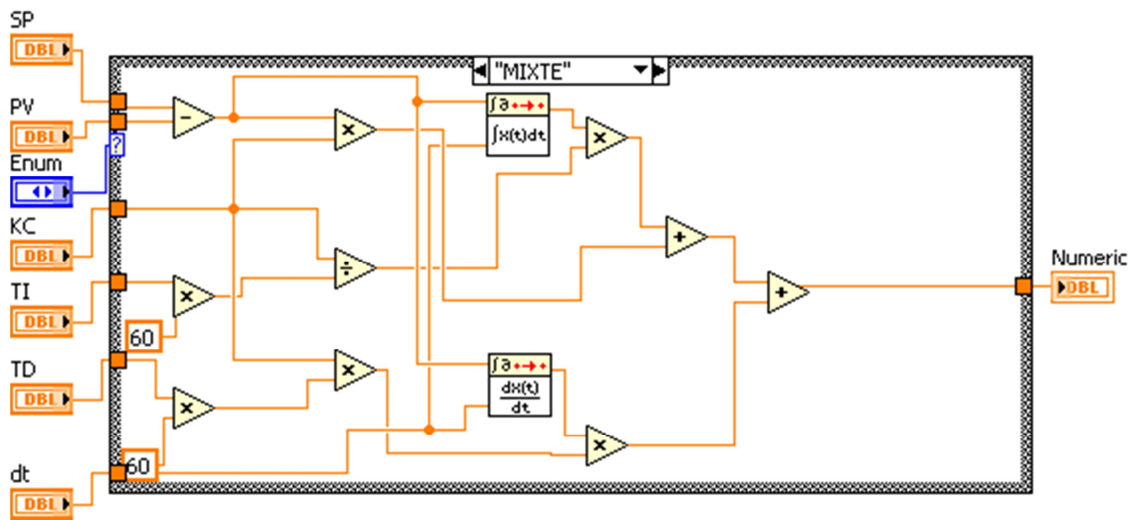 SP
DBL
"MIXTE"
PV
DBL
Enum
?
KC
DBL
TI
DBL
60
TD
DBL
60
dt
DBL
-
×
∫∂
∫x(t)dt
×
÷
×
+
+
×
×
∫∂
dX(t)
dt
×
Numeric
DBL